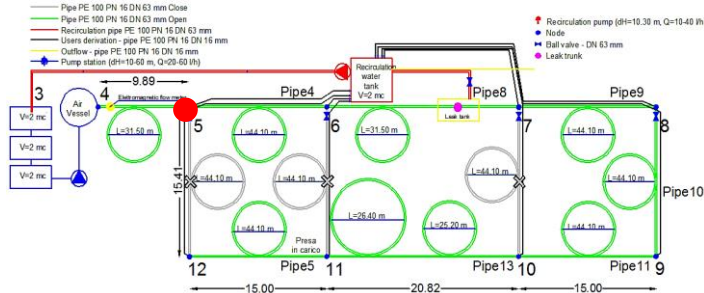 Pipe PE 100 PN 16 DN 63 mm Close
Pipe PE 100 PN 16 DN 63 mm Open
Recirculation pipe PE 100 PN 16 DN 63 mm
Users derivation - pipe PE 100 PN 16 DN 16 mm
Outflow - pipe PE 100 PN 16 DN 16 mm
Pump station (dH=10-60 m, Q=20-60 l/h)
Recirculation pump (dH=10.30 m, Q=10-40 l/h
Node
Ball valve - DN 63 mm
Leak trunk
9.89
3
4
Air
Vessel
Elettromagnetic flow meter
Pipe4
Recirculation
water
tank
V=2 mc
Pipe8
Pipe9
Leak tank
V=2 mc
V=2 mc
V=2 mc
5
6
7
8
L=31.50 m
L=44.10 m
L=31.50 m
L=44.10 m
15.41
L=44.10 m
L=44.10 m
L=44.10 m
L=44.10 m
Pipe10
L=44.10 m
L=26.40 m
L=25.20 m
L=44.10 m
Presa
in carico
12
Pipe5
11
Pipe13
10
Pipe11
9
15.00
20.82
15.00